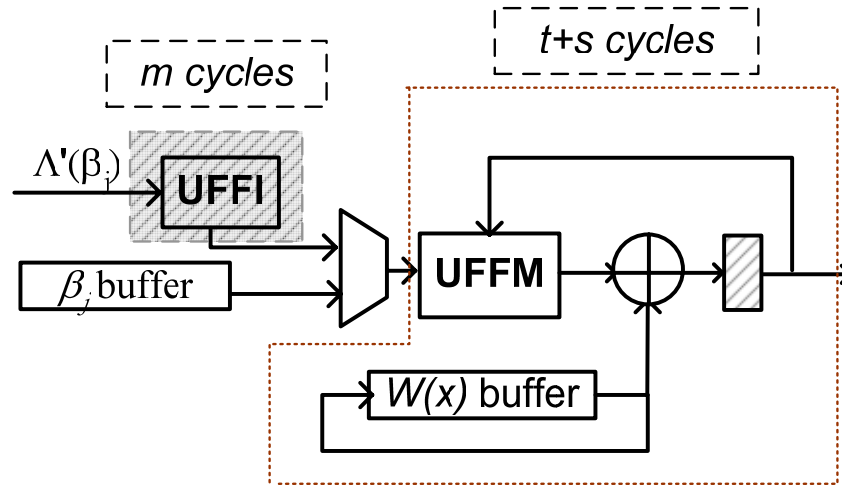 t+s cycles
m cycles
Λ'(βj)
UFFI
UFFM
βj buffer
W(x) buffer